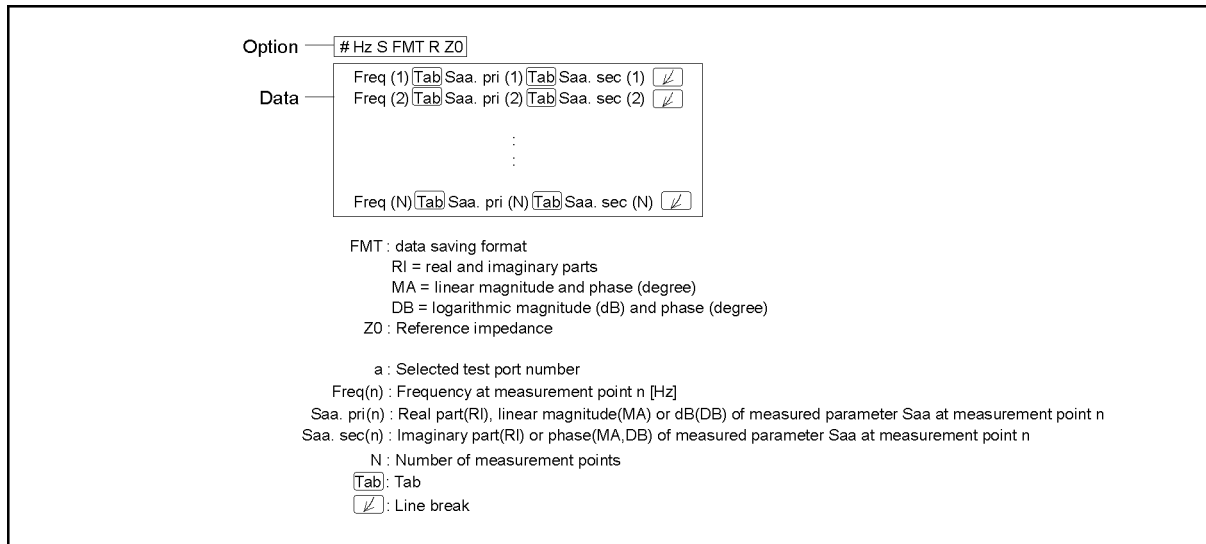 Option # Hz S FMT R Z0
Data
Freq (1) Tab Saa. pri (1) Tab Saa. sec (1)
Freq (2) Tab Saa. pri (2) Tab Saa. sec (2)
:
:
Freq (N) Tab Saa. pri (N) Tab Saa. sec (N)
FMT : data saving format
RI = real and imaginary parts
MA = linear magnitude and phase (degree)
DB = logarithmic magnitude (dB) and phase (degree)
Z0 : Reference impedance
a : Selected test port number
Freq(n) : Frequency at measurement point n [Hz]
Saa. pri(n) : Real part(RI), linear magnitude(MA) or dB(DB) of measured parameter Saa at measurement point n
Saa. sec(n) : Imaginary part(RI) or phase(MA,DB) of measured parameter Saa at measurement point n
N : Number of measurement points
Tab : Tab
: Line break